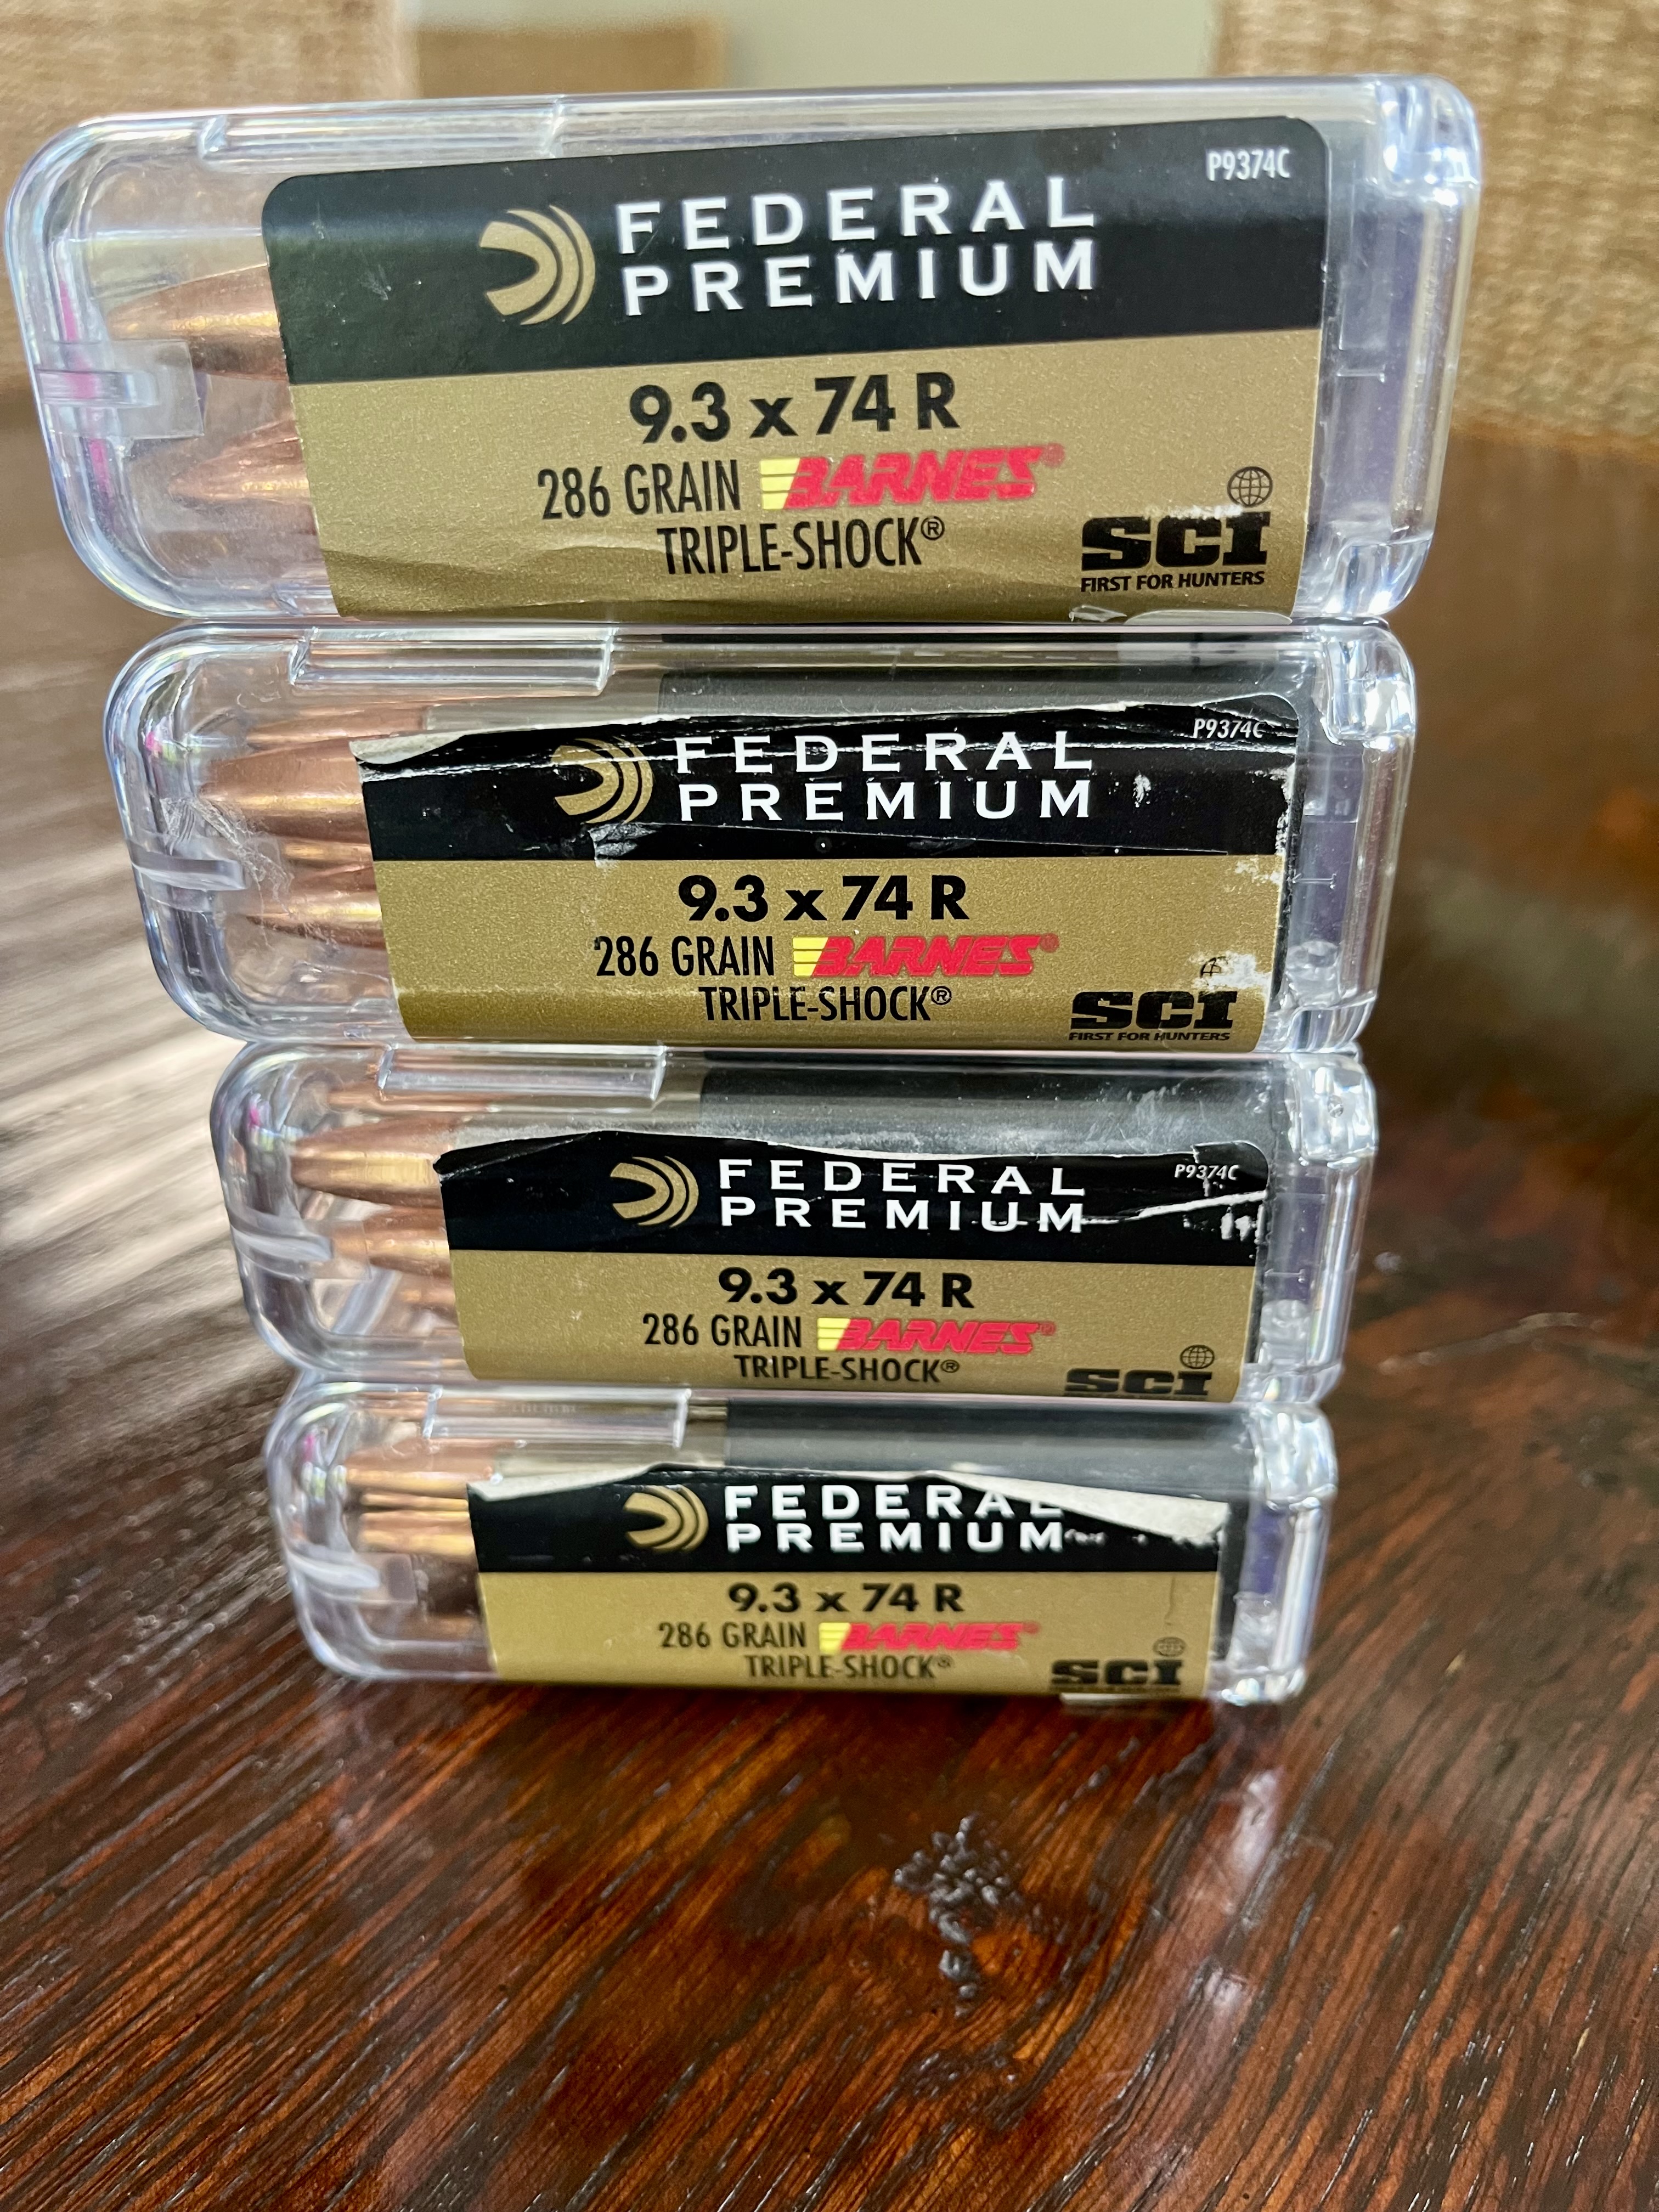 P9374C
FEDERAL
PREMIUM
9.3 x 74 R
286 GRAIN BARNES®
TRIPLE-SHOCK®
SCI
FIRST FOR HUNTERS
P9374C
FEDERAL
PREMIUM
9.3 x 74 R
286 GRAIN BARNES®
TRIPLE-SHOCK®
SCI
FIRST FOR HUNTERS
P9374C
FEDERAL
PREMIUM
9.3 x 74 R
286 GRAIN BARNES®
TRIPLE-SHOCK®
SCI
FEDERAL
PREMIUM
9.3 x 74 R
286 GRAIN BARNES®
TRIPLE-SHOCK®
SCI